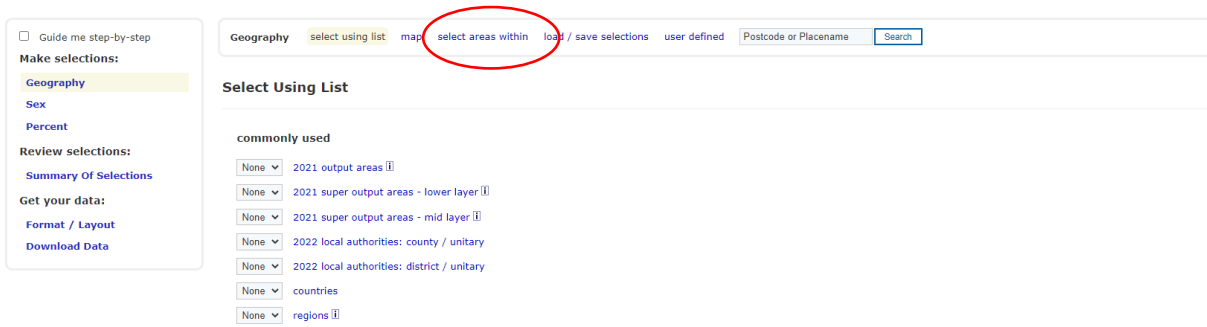 Guide me step-by-step
Make selections:
Geography
Sex
Percent
Review selections:
Summary Of Selections
Get your data:
Format / Layout
Download Data
Geography select using list map select areas within load / save selections user defined Postcode or Placename Search
Select Using List
commonly used
None 2021 output areas i
None 2021 super output areas - lower layer i
None 2021 super output areas - mid layer i
None 2022 local authorities: county / unitary
None 2022 local authorities: district / unitary
None countries
None regions i